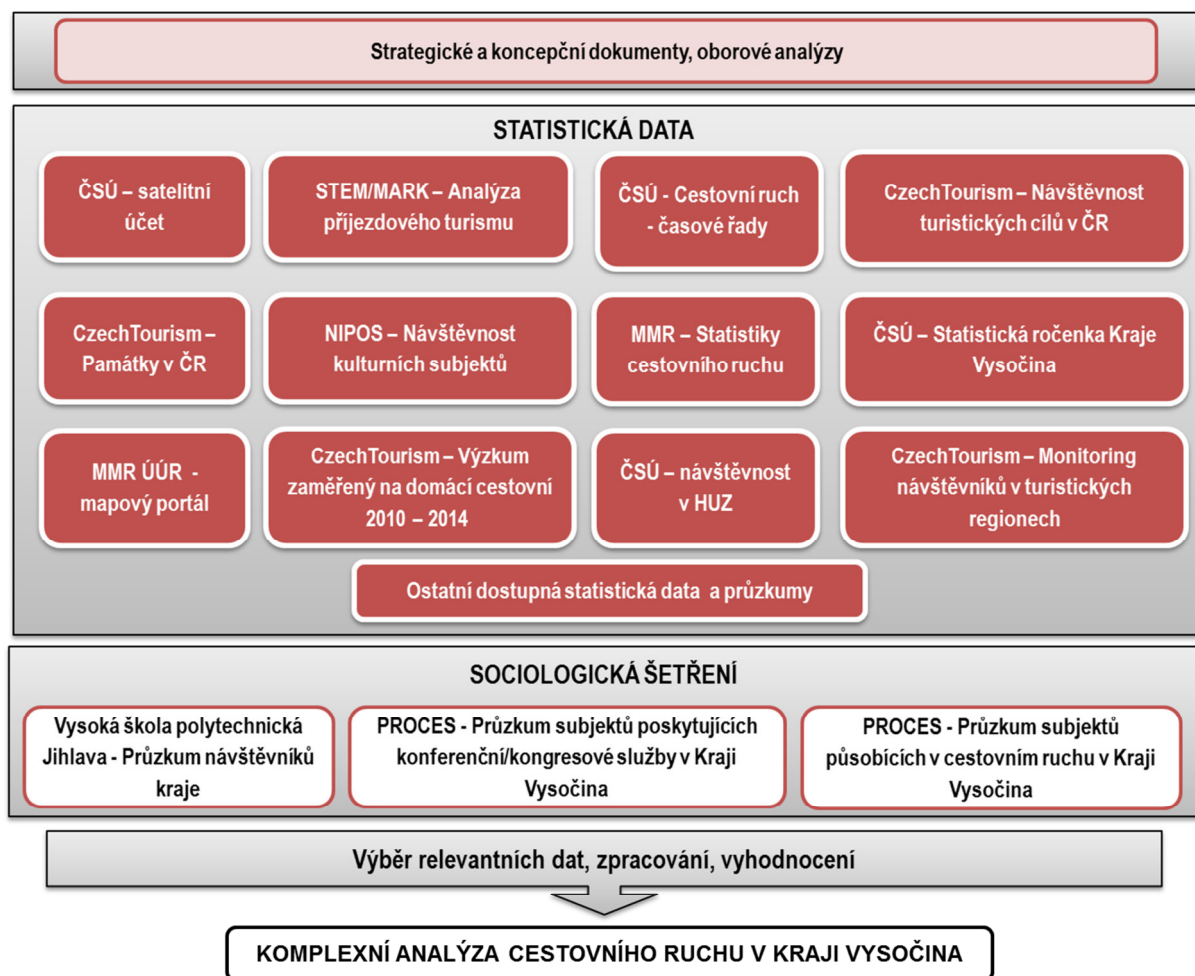 Strategické a koncepční dokumenty, oborové analýzy
STATISTICKÁ DATA
ČSÚ – satelitní
účet
STEM/MARK – Analýza
příjezdového turismu
ČSÚ - Cestovní ruch
- časové řady
CzechTourism – Návštěvnost
turistických cílů v ČR
CzechTourism –
Památky v ČR
NIPOS – Návštěvnost
kulturních subjektů
MMR – Statistiky
cestovního ruchu
ČSÚ – Statistická ročenka Kraje
Vysočina
MMR ÚÚR -
mapový portál
CzechTourism – Výzkum
zaměřený na domácí cestovní
2010 – 2014
ČSÚ – návštěvnost
v HUZ
CzechTourism – Monitoring
návštěvníků v turistických
regionech
Ostatní dostupná statistická data a průzkumy
SOCIOLOGICKÁ ŠETŘENÍ
Vysoká škola polytechnická
Jihlava - Průzkum návštěvníků
kraje
PROCES - Průzkum subjektů poskytujících
konferenční/kongresové služby v Kraji
Vysočina
PROCES - Průzkum subjektů
působících v cestovním ruchu v Kraji
Vysočina
Výběr relevantních dat, zpracování, vyhodnocení
KOMPLEXNÍ ANALÝZA CESTOVNÍHO RUCHU V KRAJI VYSOČINA